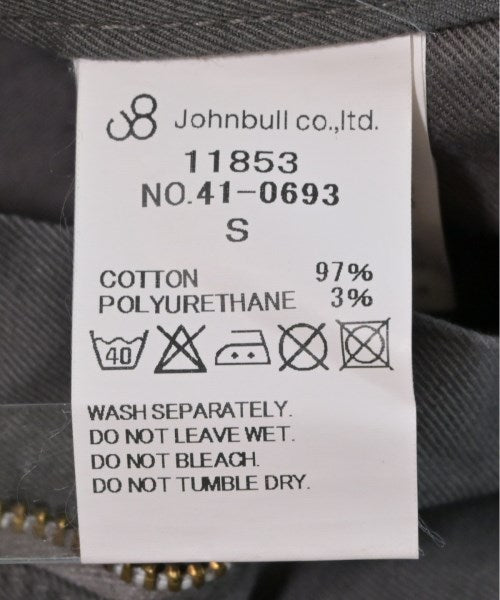 Johnbull co.,ltd.
11853
NO.41-0693
S
COTTON 97%
POLYURETHANE 3%
40
WASH SEPARATELY.
DO NOT LEAVE WET.
DO NOT BLEACH.
DO NOT TUMBLE DRY.